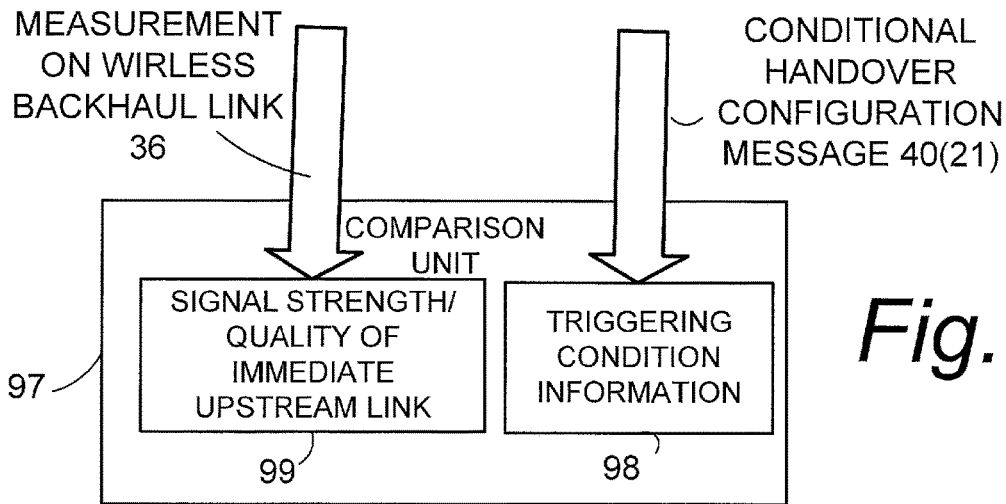 MEASUREMENT
ON WIRLESS
BACKHAUL LINK
36
CONDITIONAL
HANDOVER
CONFIGURATION
MESSAGE 40(21)
COMPARISON
UNIT
SIGNAL STRENGTH/
QUALITY OF
IMMEDIATE
UPSTREAM LINK
TRIGGERING
CONDITION
INFORMATION
97
99
98
Fig.